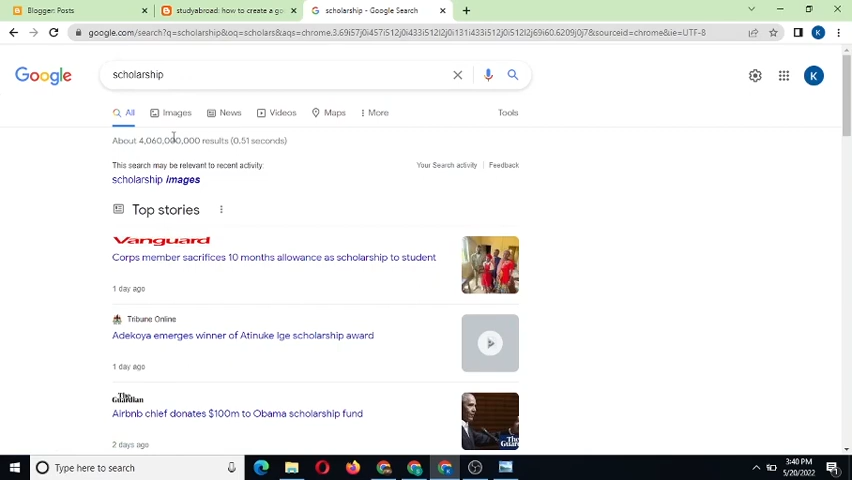 Blogger: Posts
studyabroad: how to create a go
scholarship - Google Search
google.com/search?q=scholarship&oq=scholars&aqs=chrome.3.69i57j0i457i512j0i433i512l2j0i131i433i512j0i512l2j69i60.6209j0j7&sourceid=chrome&ie=UTF-8
Google
scholarship
K
All
Images
News
Videos
Maps
More
Tools
About 4,060,000,000 results (0.51 seconds)
This search may be relevant to recent activity:
Your Search activity
Feedback
scholarship images
Top stories
Vanguard
Corps member sacrifices 10 months allowance as scholarship to student
1 day ago
Tribune Online
Adekoya emerges winner of Atinuke Ige scholarship award
1 day ago
The Guardian
Airbnb chief donates $100m to Obama scholarship fund
2 days ago
Type here to search
3:40 PM
5/20/2022